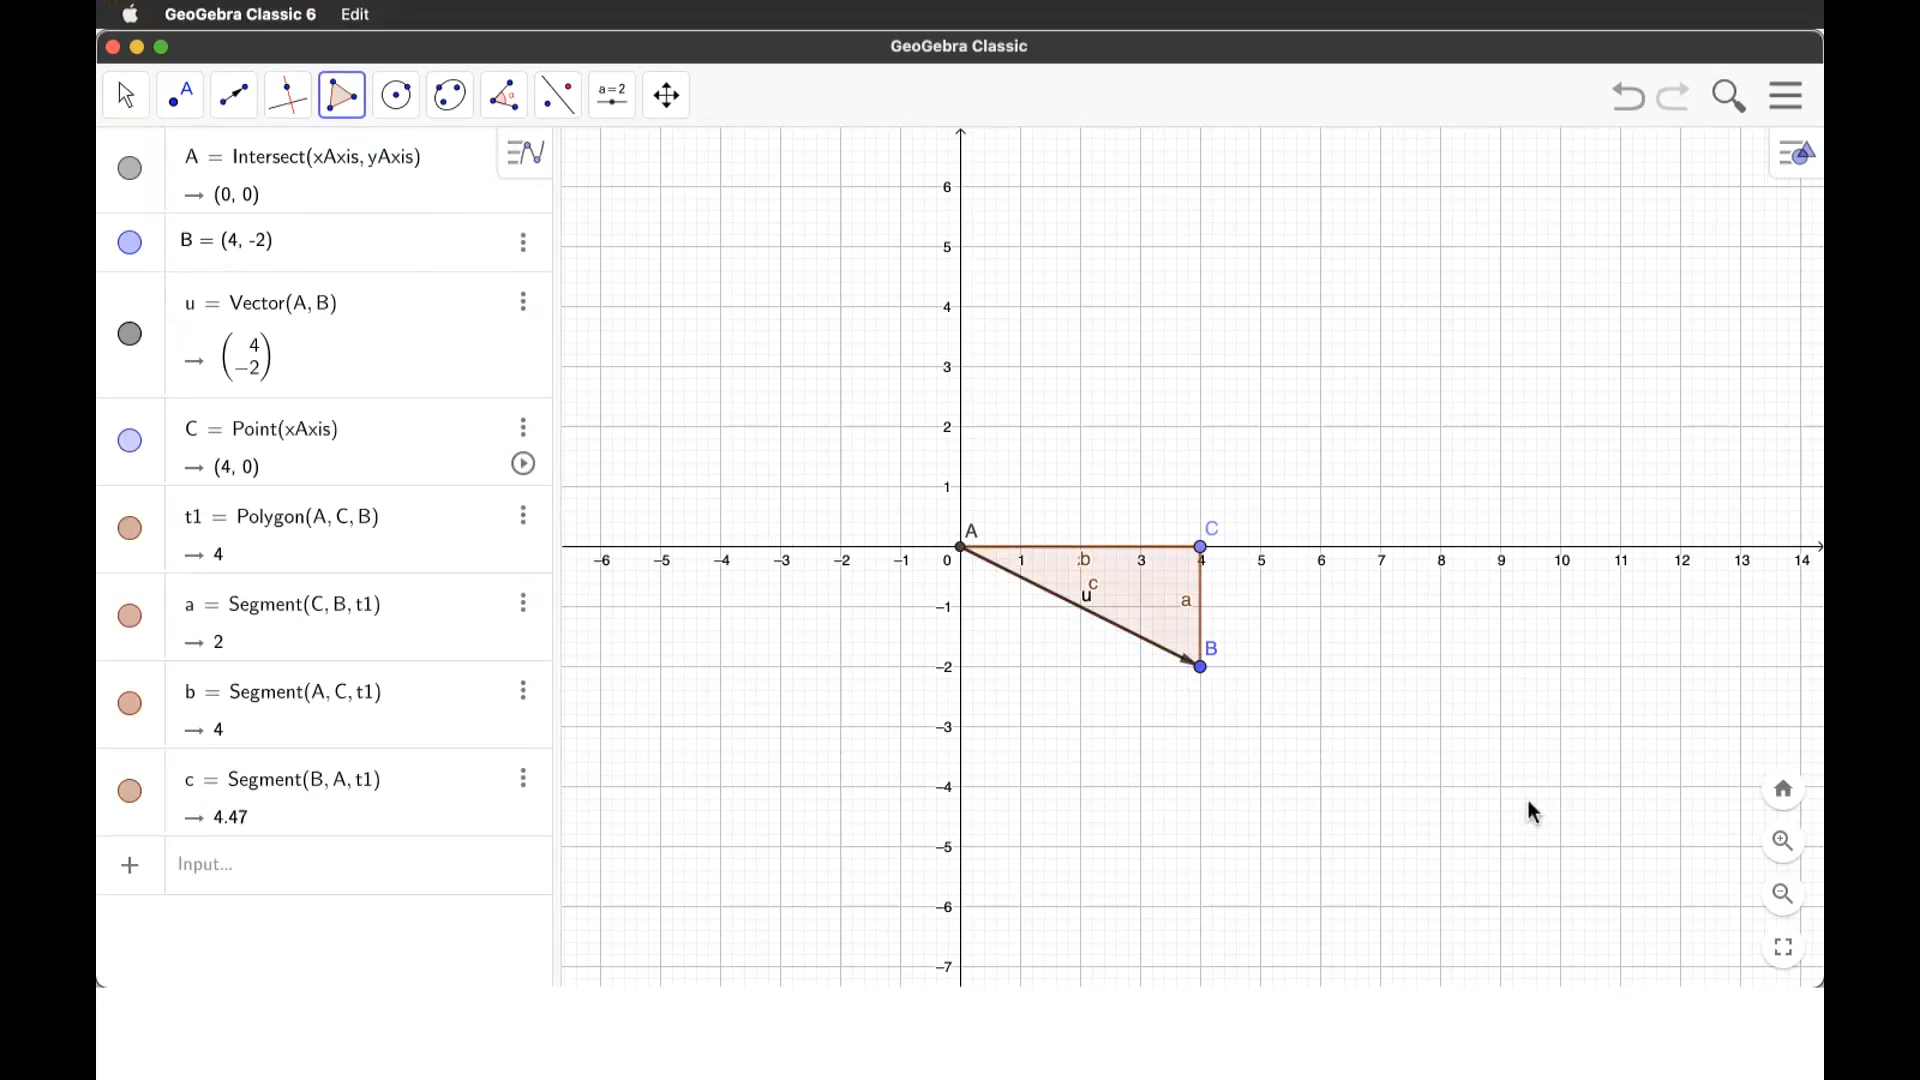 GeoGebra Classic 6 Edit
GeoGebra Classic
A
α
a=2
A = Intersect(xAxis, yAxis)
→ (0, 0)
B = (4, -2)
u = Vector(A, B)
→ ( 4
−2 )
C = Point(xAxis)
→ (4, 0)
t1 = Polygon(A, C, B)
→ 4
a = Segment(C, B, t1)
→ 2
b = Segment(A, C, t1)
→ 4
c = Segment(B, A, t1)
→ 4.47
+ Input...
6
5
4
3
2
1
A C
−6 −5 −4 −3 −2 −1 0 1 b 3 4 5 6 7 8 9 10 11 12 13 14
c
u a
−1
B
−2
−3
−4
−5
−6
−7